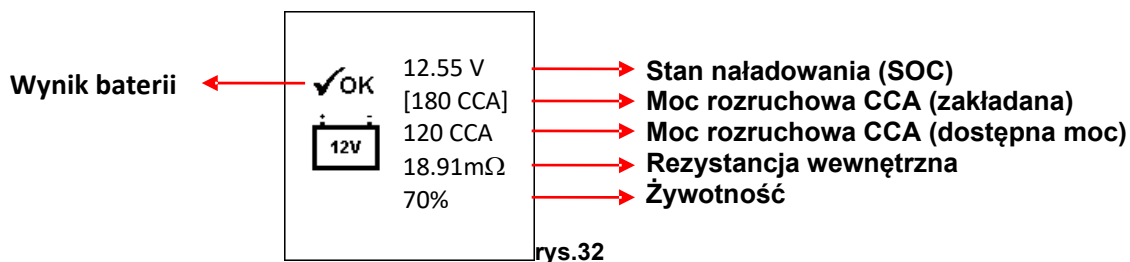 Wynik baterii
✓OK
+ -
12V
12.55 V
[180 CCA]
120 CCA
18.91mΩ
70%
Stan naładowania (SOC)
Moc rozruchowa CCA (zakładana)
Moc rozruchowa CCA (dostępna moc)
Rezystancja wewnętrzna
Żywotność
rys.32